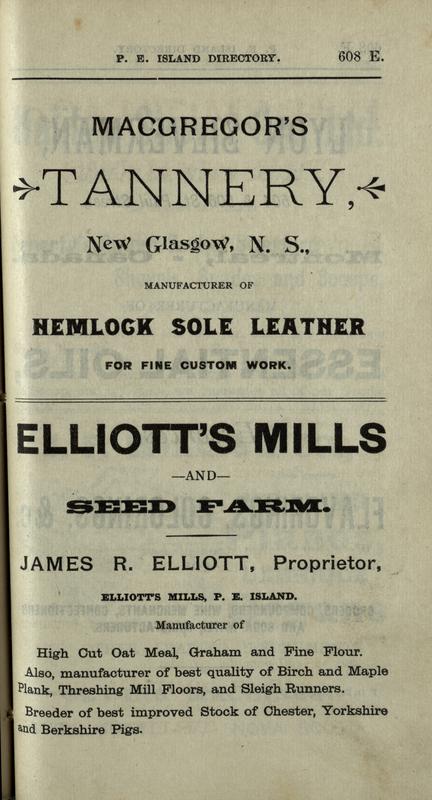 P. E. ISLAND DIRECTORY. 608 E.
MACGREGOR'S
TANNERY,
New Glasgow, N. S.,
MANUFACTURER OF
HEMLOCK SOLE LEATHER
FOR FINE CUSTOM WORK.
ELLIOTT'S MILLS
—AND—
SEED FARM.
JAMES R. ELLIOTT, Proprietor,
ELLIOTT'S MILLS, P. E. ISLAND.
Manufacturer of
High Cut Oat Meal, Graham and Fine Flour.
Also, manufacturer of best quality of Birch and Maple
Plank, Threshing Mill Floors, and Sleigh Runners.
Breeder of best improved Stock of Chester, Yorkshire
and Berkshire Pigs.